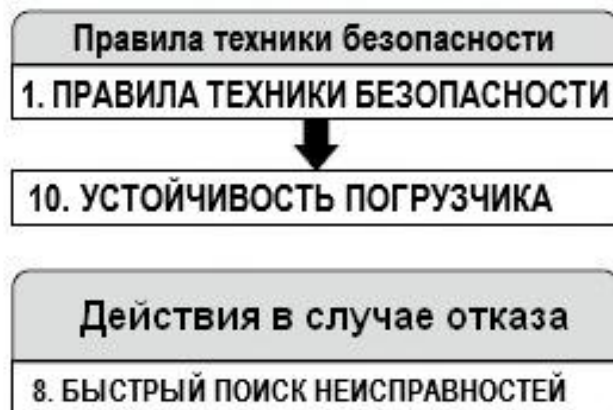 Правила техники безопасности
1. ПРАВИЛА ТЕХНИКИ БЕЗОПАСНОСТИ
10. УСТОЙЧИВОСТЬ ПОГРУЗЧИКА
Действия в случае отказа
8. БЫСТРЫЙ ПОИСК НЕИСПРАВНОСТЕЙ